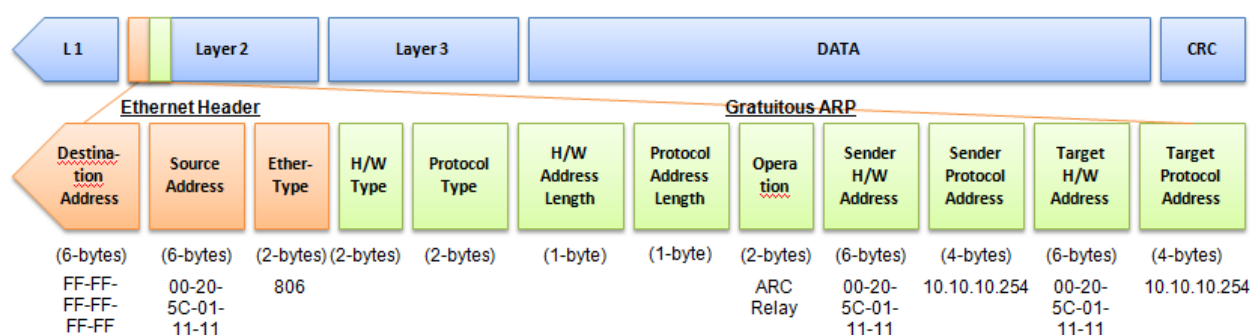 L 1
Layer 2
Layer 3
DATA
CRC
Ethernet Header
Gratuitous ARP
Destina-
tion
Address
Source
Address
Ether-
Type
H/W
Type
Protocol
Type
H/W
Address
Length
Protocol
Address
Length
Opera
tion
Sender
H/W
Address
Sender
Protocol
Address
Target
H/W
Address
Target
Protocol
Address
(6-bytes)
(6-bytes)
(2-bytes)
(2-bytes)
(2-bytes)
(1-byte)
(1-byte)
(2-bytes)
(6-bytes)
(4-bytes)
(6-bytes)
(4-bytes)
FF-FF-
FF-FF-
FF-FF
00-20-
5C-01-
11-11
806
ARC
Relay
00-20-
5C-01-
11-11
10.10.10.254
00-20-
5C-01-
11-11
10.10.10.254